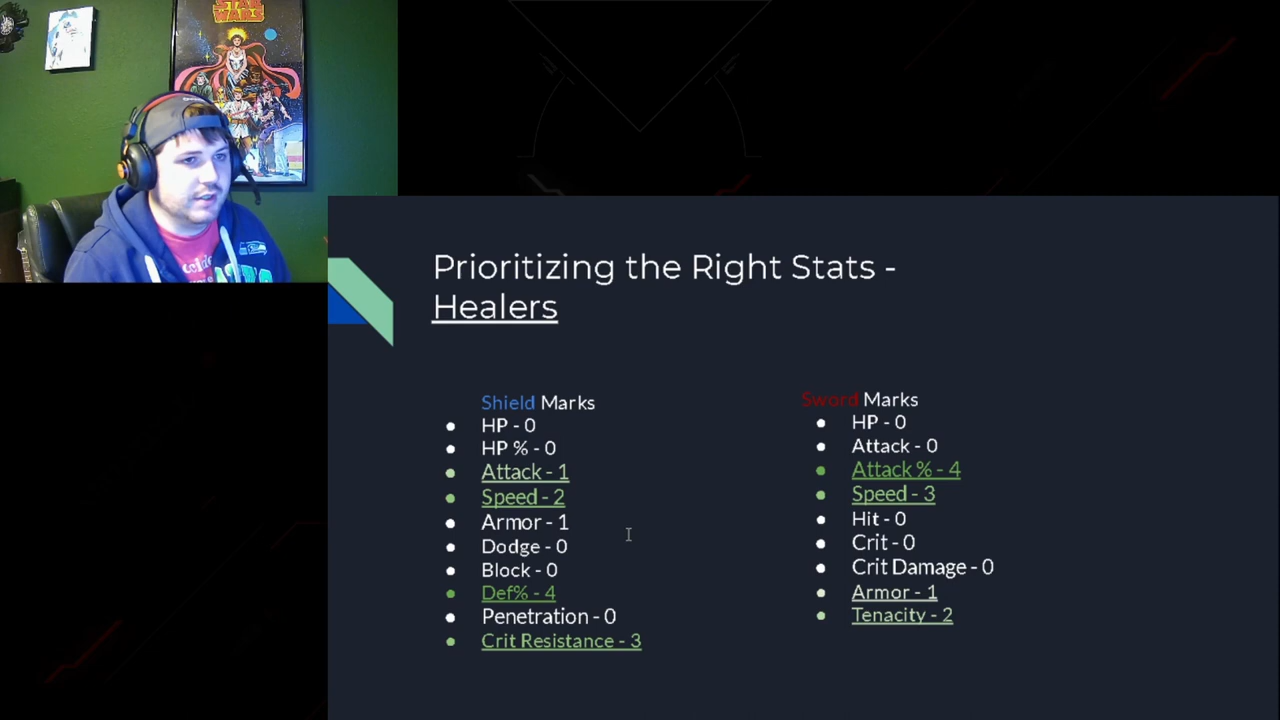 STAR
WARS
Prioritizing the Right Stats -
Healers
Shield Marks
HP - 0
HP % - 0
Attack - 1
Speed - 2
Armor - 1
Dodge - 0
Block - 0
Def% - 4
Penetration - 0
Crit Resistance - 3
Sword Marks
HP - 0
Attack - 0
Attack % - 4
Speed - 3
Hit - 0
Crit - 0
Crit Damage - 0
Armor - 1
Tenacity - 2